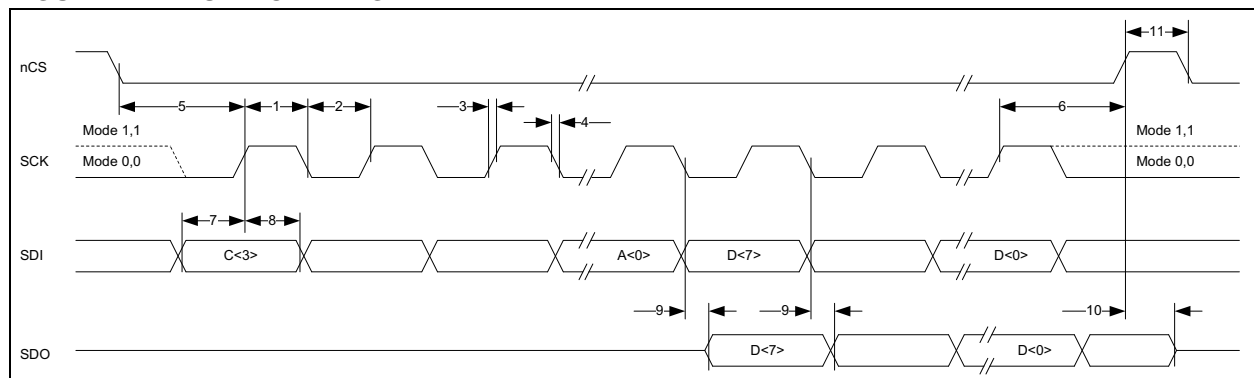 nCS
11
5
1
2
3
4
6
Mode 1,1
Mode 1,1
SCK
Mode 0,0
Mode 0,0
7
8
SDI
C<3>
A<0>
D<7>
D<0>
9
9
10
SDO
D<7>
D<0>